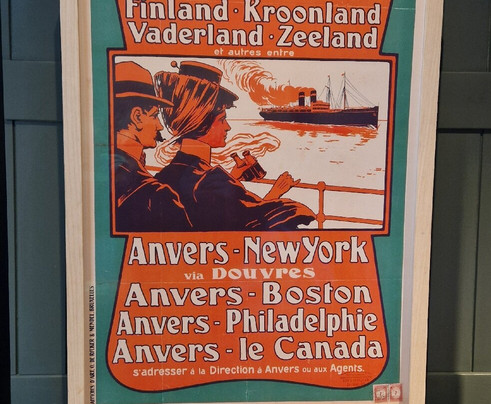 Finland · Kroonland
Vaderland · Zeeland
et autres entre
Anvers - New York
via DOUVRES
Anvers - Boston
Anvers - Philadelphie
Anvers - le Canada
s'adresser à la Direction à Anvers ou aux Agents.